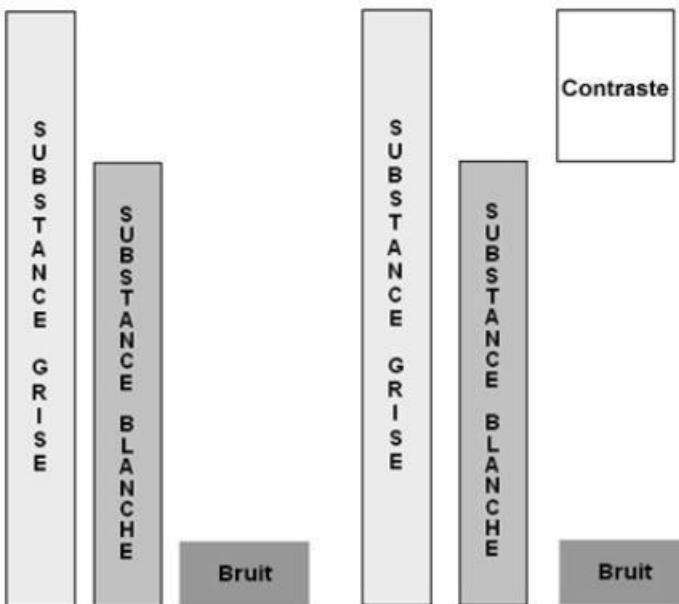 SUBSTANCE GRISE
SUBSTANCE BLANCHE
Bruit
SUBSTANCE GRISE
SUBSTANCE BLANCHE
Contraste
Bruit